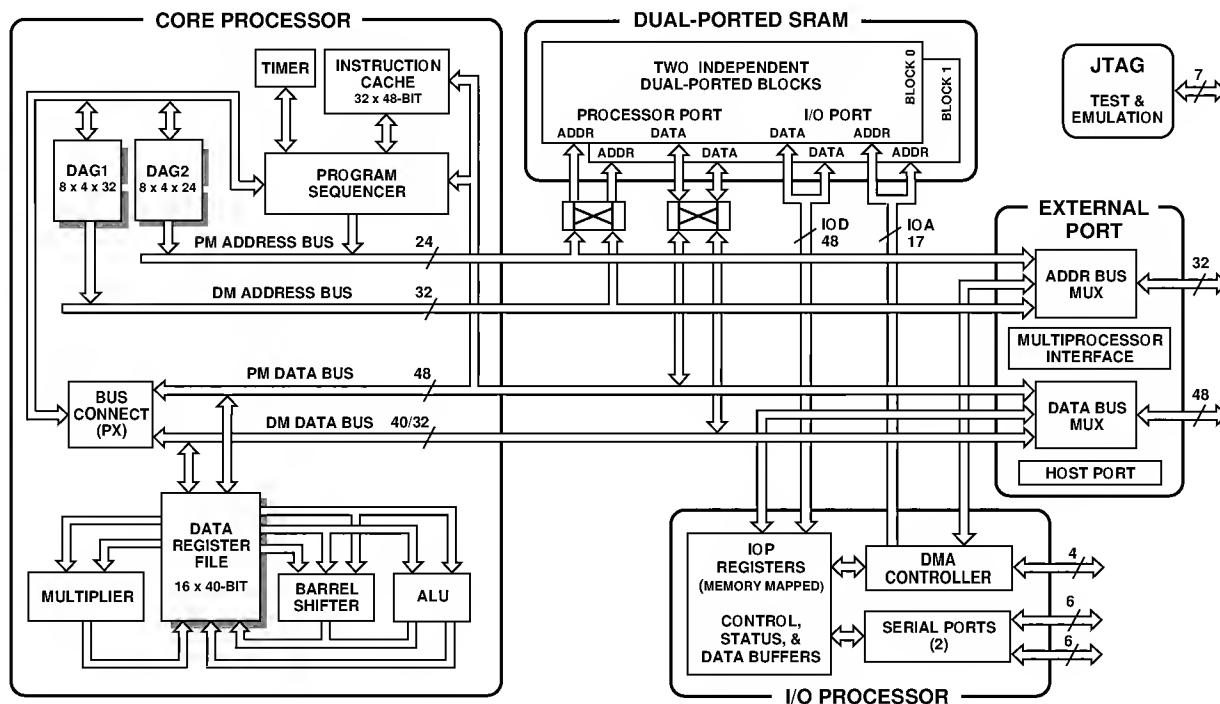 CORE PROCESSOR
TIMER
INSTRUCTION
CACHE
32 x 48-BIT
DAG1
8 x 4 x 32
DAG2
8 x 4 x 24
PROGRAM
SEQUENCER
PM ADDRESS BUS
24
DM ADDRESS BUS
32
PM DATA BUS
48
BUS
CONNECT
(PX)
DM DATA BUS
40/32
DATA
REGISTER
FILE
16 x 40-BIT
MULTIPLIER
BARREL
SHIFTER
ALU
DUAL-PORTED SRAM
TWO INDEPENDENT
DUAL-PORTED BLOCKS
BLOCK 0
BLOCK 1
PROCESSOR PORT
I/O PORT
ADDR
DATA
DATA
ADDR
ADDR
DATA
DATA
ADDR
IOD
48
IOA
17
JTAG
TEST &
EMULATION
7
EXTERNAL
PORT
ADDR BUS
MUX
32
MULTIPROCESSOR
INTERFACE
DATA BUS
MUX
48
HOST PORT
IOP
REGISTERS
(MEMORY MAPPED)
CONTROL,
STATUS, &
DATA BUFFERS
DMA
CONTROLLER
4
SERIAL PORTS
(2)
6
6
I/O PROCESSOR